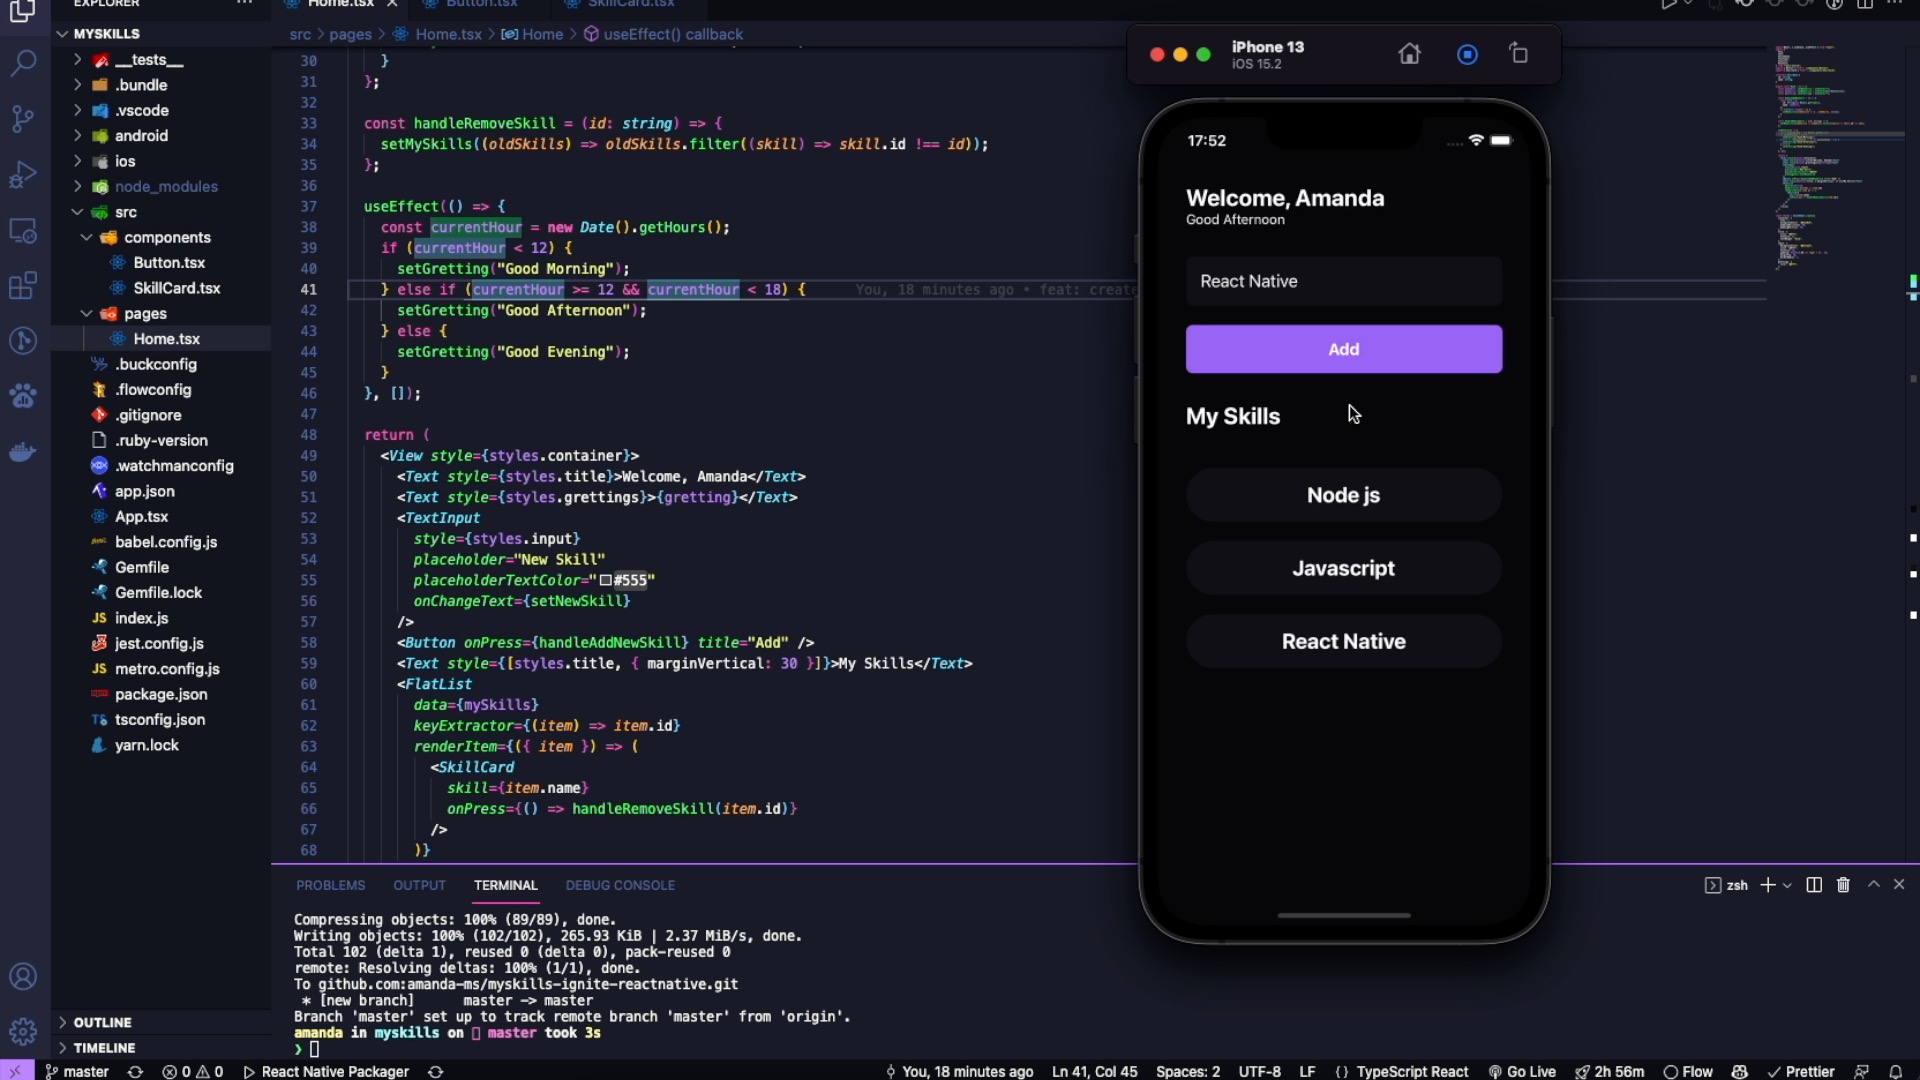 EXPLORER
Home.tsx
Button.tsx
SkillCard.tsx
MYSKILLS
__tests__
.bundle
.vscode
android
ios
node_modules
src
components
Button.tsx
SkillCard.tsx
pages
Home.tsx
.buckconfig
.flowconfig
.gitignore
.ruby-version
.watchmanconfig
app.json
App.tsx
babel.config.js
Gemfile
Gemfile.lock
JS index.js
jest.config.js
JS metro.config.js
package.json
TS tsconfig.json
yarn.lock
OUTLINE
TIMELINE
src > pages > Home.tsx > Home > useEffect() callback
30 }
31 };
32
33 const handleRemoveSkill = (id: string) => {
34 setMySkills((oldSkills) => oldSkills.filter((skill) => skill.id !== id));
35 };
36
37 useEffect(() => {
38 const currentHour = new Date().getHours();
39 if (currentHour < 12) {
40 setGretting("Good Morning");
41 } else if (currentHour >= 12 && currentHour < 18) { You, 18 minutes ago • feat: create
42 setGretting("Good Afternoon");
43 } else {
44 setGretting("Good Evening");
45 }
46 }, []);
47
48 return (
49 <View style={styles.container}>
50 <Text style={styles.title}>Welcome, Amanda</Text>
51 <Text style={styles.grettings}>{gretting}</Text>
52 <TextInput
53 style={styles.input}
54 placeholder="New Skill"
55 placeholderTextColor="#555"
56 onChangeText={setNewSkill}
57 />
58 <Button onPress={handleAddNewSkill} title="Add" />
59 <Text style={[styles.title, { marginVertical: 30 }]}>My Skills</Text>
60 <FlatList
61 data={mySkills}
62 keyExtractor={(item) => item.id}
63 renderItem={({ item }) => (
64 <SkillCard
65 skill={item.name}
66 onPress={() => handleRemoveSkill(item.id)}
67 />
68 )}
iPhone 13
iOS 15.2
17:52
Welcome, Amanda
Good Afternoon
React Native
Add
My Skills
Node js
Javascript
React Native
PROBLEMS OUTPUT TERMINAL DEBUG CONSOLE
zsh
Compressing objects: 100% (89/89), done.
Writing objects: 100% (102/102), 265.93 KiB | 2.37 MiB/s, done.
Total 102 (delta 1), reused 0 (delta 0), pack-reused 0
remote: Resolving deltas: 100% (1/1), done.
To github.com:amanda-ms/myskills-ignite-reactnative.git
* [new branch] master -> master
Branch 'master' set up to track remote branch 'master' from 'origin'.
amanda in myskills on master took 3s
❯
master 0 0 React Native Packager You, 18 minutes ago Ln 41, Col 45 Spaces: 2 UTF-8 LF {} TypeScript React Go Live 2h 56m Flow Prettier